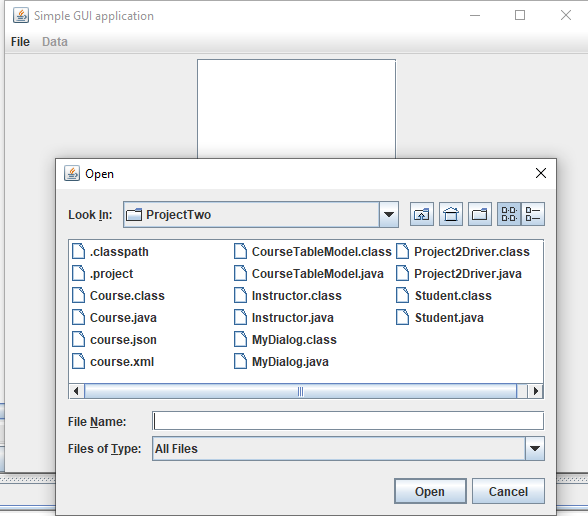 Simple GUI application
File Data
Open
Look In: ProjectTwo
.classpath CourseTableModel.class Project2Driver.class
.project CourseTableModel.java Project2Driver.java
Course.class Instructor.class Student.class
Course.java Instructor.java Student.java
course.json MyDialog.class
course.xml MyDialog.java
File Name:
Files of Type: All Files
Open Cancel